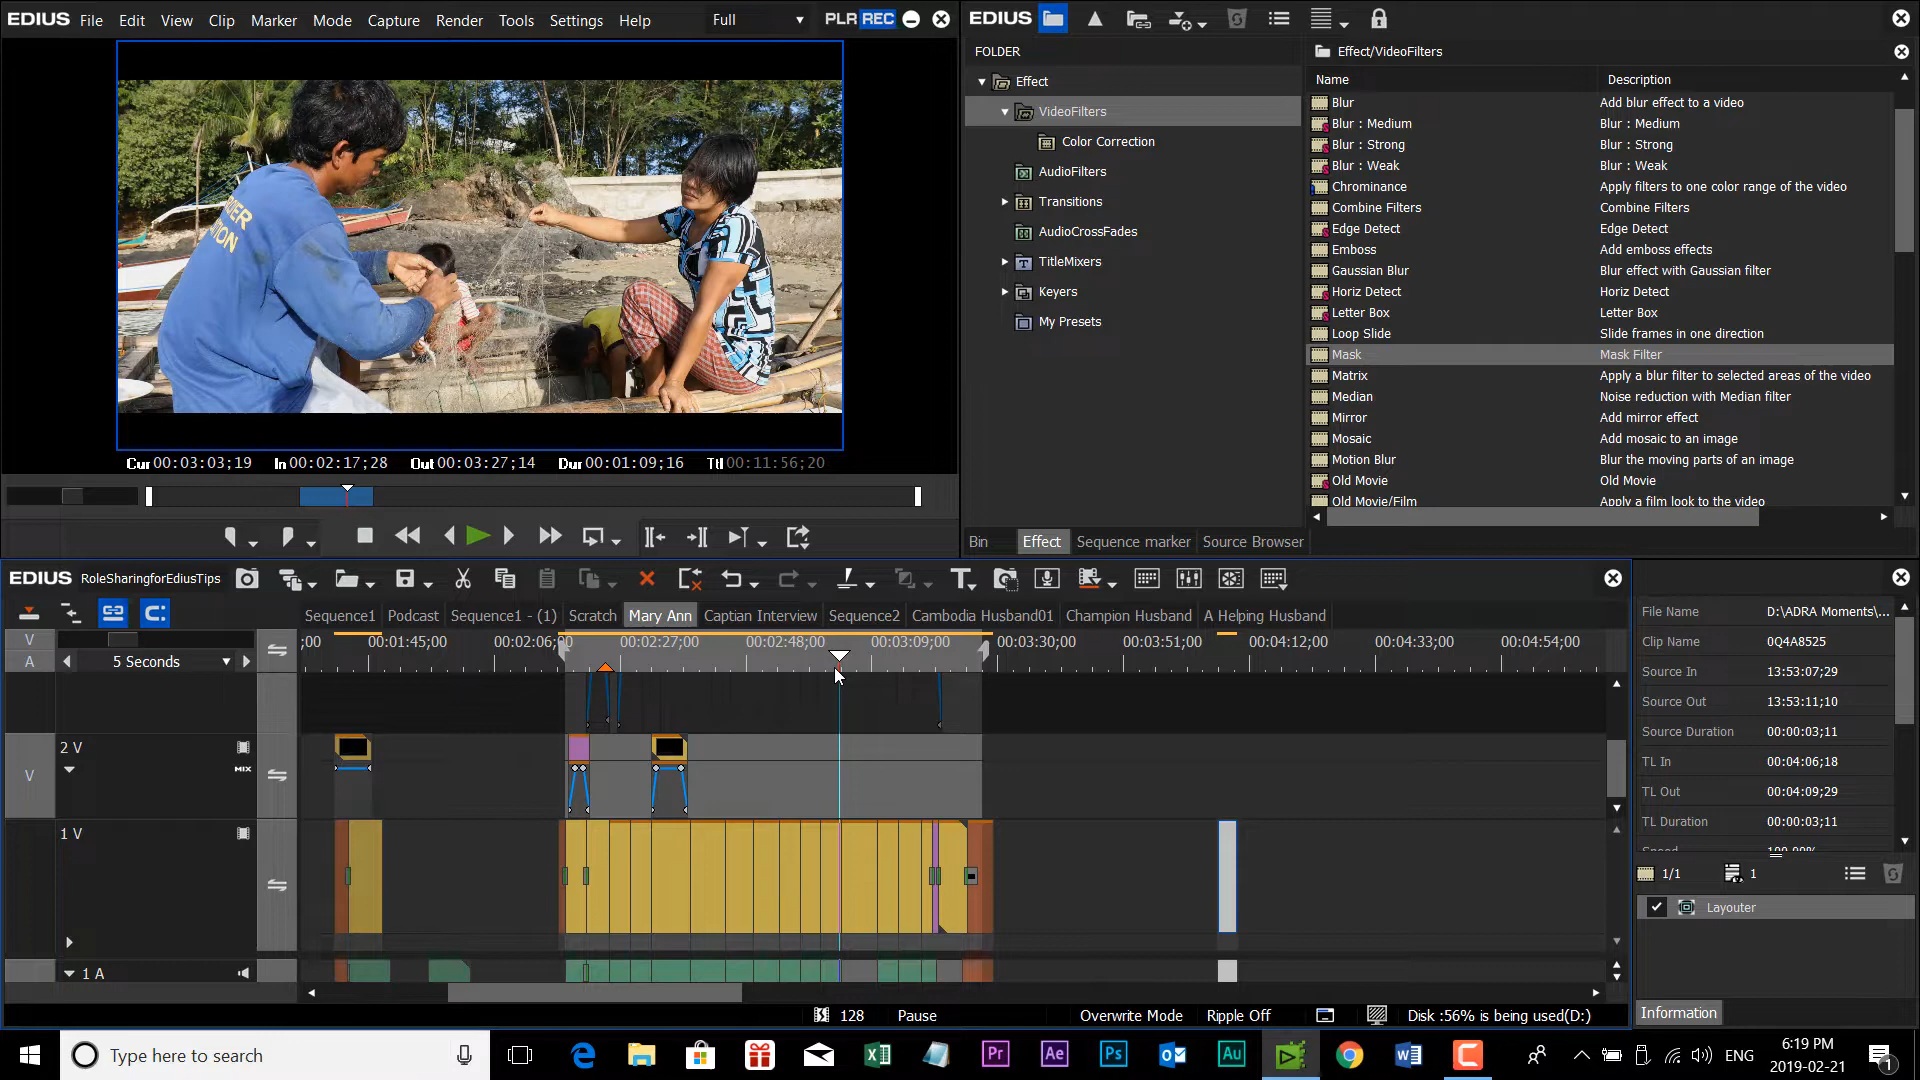 EDIUS File Edit View Clip Marker Mode Capture Render Tools Settings Help Full PLR REC
Cur 00:03:03;19 In 00:02:17;28 Out 00:03:27;14 Dur 00:01:09;16 Ttl 00:11:56;20
EDIUS
FOLDER
Effect
VideoFilters
Color Correction
AudioFilters
Transitions
AudioCrossFades
TitleMixers
Keyers
My Presets
Effect/VideoFilters
Name Description
Blur Add blur effect to a video
Blur : Medium Blur : Medium
Blur : Strong Blur : Strong
Blur : Weak Blur : Weak
Chrominance Apply filters to one color range of the video
Combine Filters Combine Filters
Edge Detect Edge Detect
Emboss Add emboss effects
Gaussian Blur Blur effect with Gaussian filter
Horiz Detect Horiz Detect
Letter Box Letter Box
Loop Slide Slide frames in one direction
Mask Mask Filter
Matrix Apply a blur filter to selected areas of the video
Median Noise reduction with Median filter
Mirror Add mirror effect
Mosaic Add mosaic to an image
Motion Blur Blur the moving parts of an image
Old Movie Old Movie
Old Movie/Film Apply a film look to the video
Bin Effect Sequence marker Source Browser
EDIUS RoleSharingforEdiusTips
Sequence1 Podcast Sequence1 - (1) Scratch Mary Ann Captian Interview Sequence2 Cambodia Husband01 Champion Husband A Helping Husband
V
A 5 Seconds
;00 00:01:45;00 00:02:06;00 00:02:27;00 00:02:48;00 00:03:09;00 00:03:30;00 00:03:51;00 00:04:12;00 00:04:33;00 00:04:54;00
2 V
V MIX
1 V
1 A
128 Pause Overwrite Mode Ripple Off Disk :56% is being used(D:)
File Name D:\ADRA Moments\...
Clip Name 0Q4A8525
Source In 13:53:07;29
Source Out 13:53:11;10
Source Duration 00:00:03;11
TL In 00:04:06;18
TL Out 00:04:09;29
TL Duration 00:00:03;11
Speed 100.00%
1/1 1
Layouter
Information
Type here to search
Pr Ae Ps Au
ENG
6:19 PM
2019-02-21
1